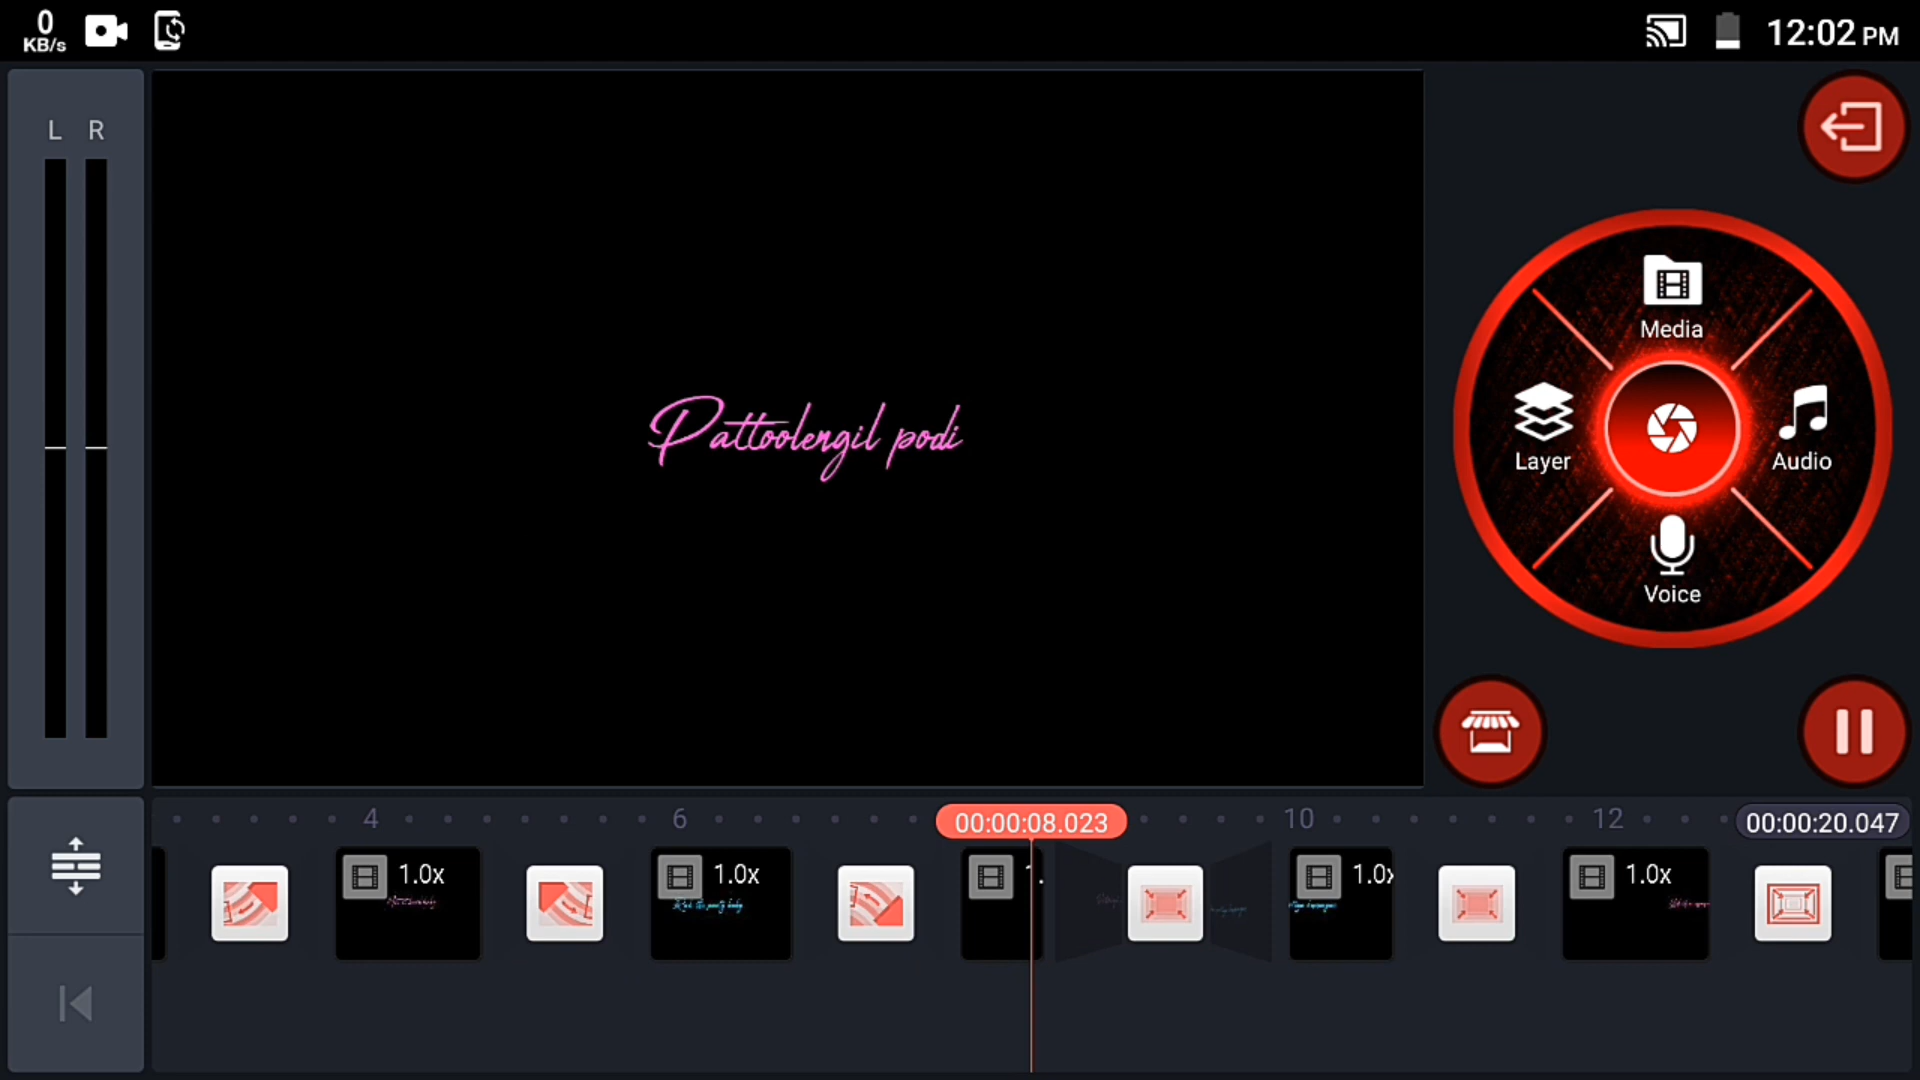 0
KB/s
12:02 PM
L R
Pattoolengil podi
Media
Layer
Audio
Voice
4
6
00:00:08.023
10
12
00:00:20.047
1.0x
1.0x
1.
1.0x
1.0x